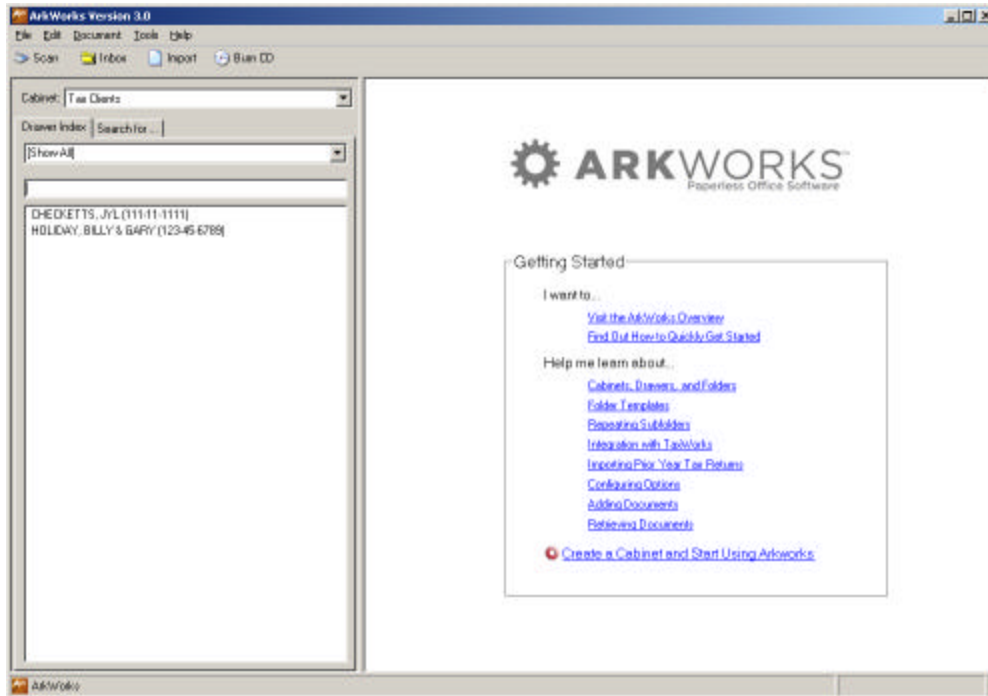 ArkWorks Version 3.0
File Edit Document Tools Help
Scan Inbox Import Burn CD
Cabinet: Tax Clients
Drawer Index Search for ...
[Show All]
CHECKETTS, JYL (111-11-1111)
HOLIDAY, BILLY & GARY (123-45-6789)
ARKWORKS
Paperless Office Software
Getting Started
I want to...
Visit the ArkWorks Overview
Find Out How to Quickly Get Started
Help me learn about...
Cabinets, Drawers, and Folders
Folder Templates
Repeating Subfolders
Integration with TaxWorks
Importing Prior Year Tax Returns
Configuring Options
Adding Documents
Retrieving Documents
Create a Cabinet and Start Using Arkworks
ArkWorks